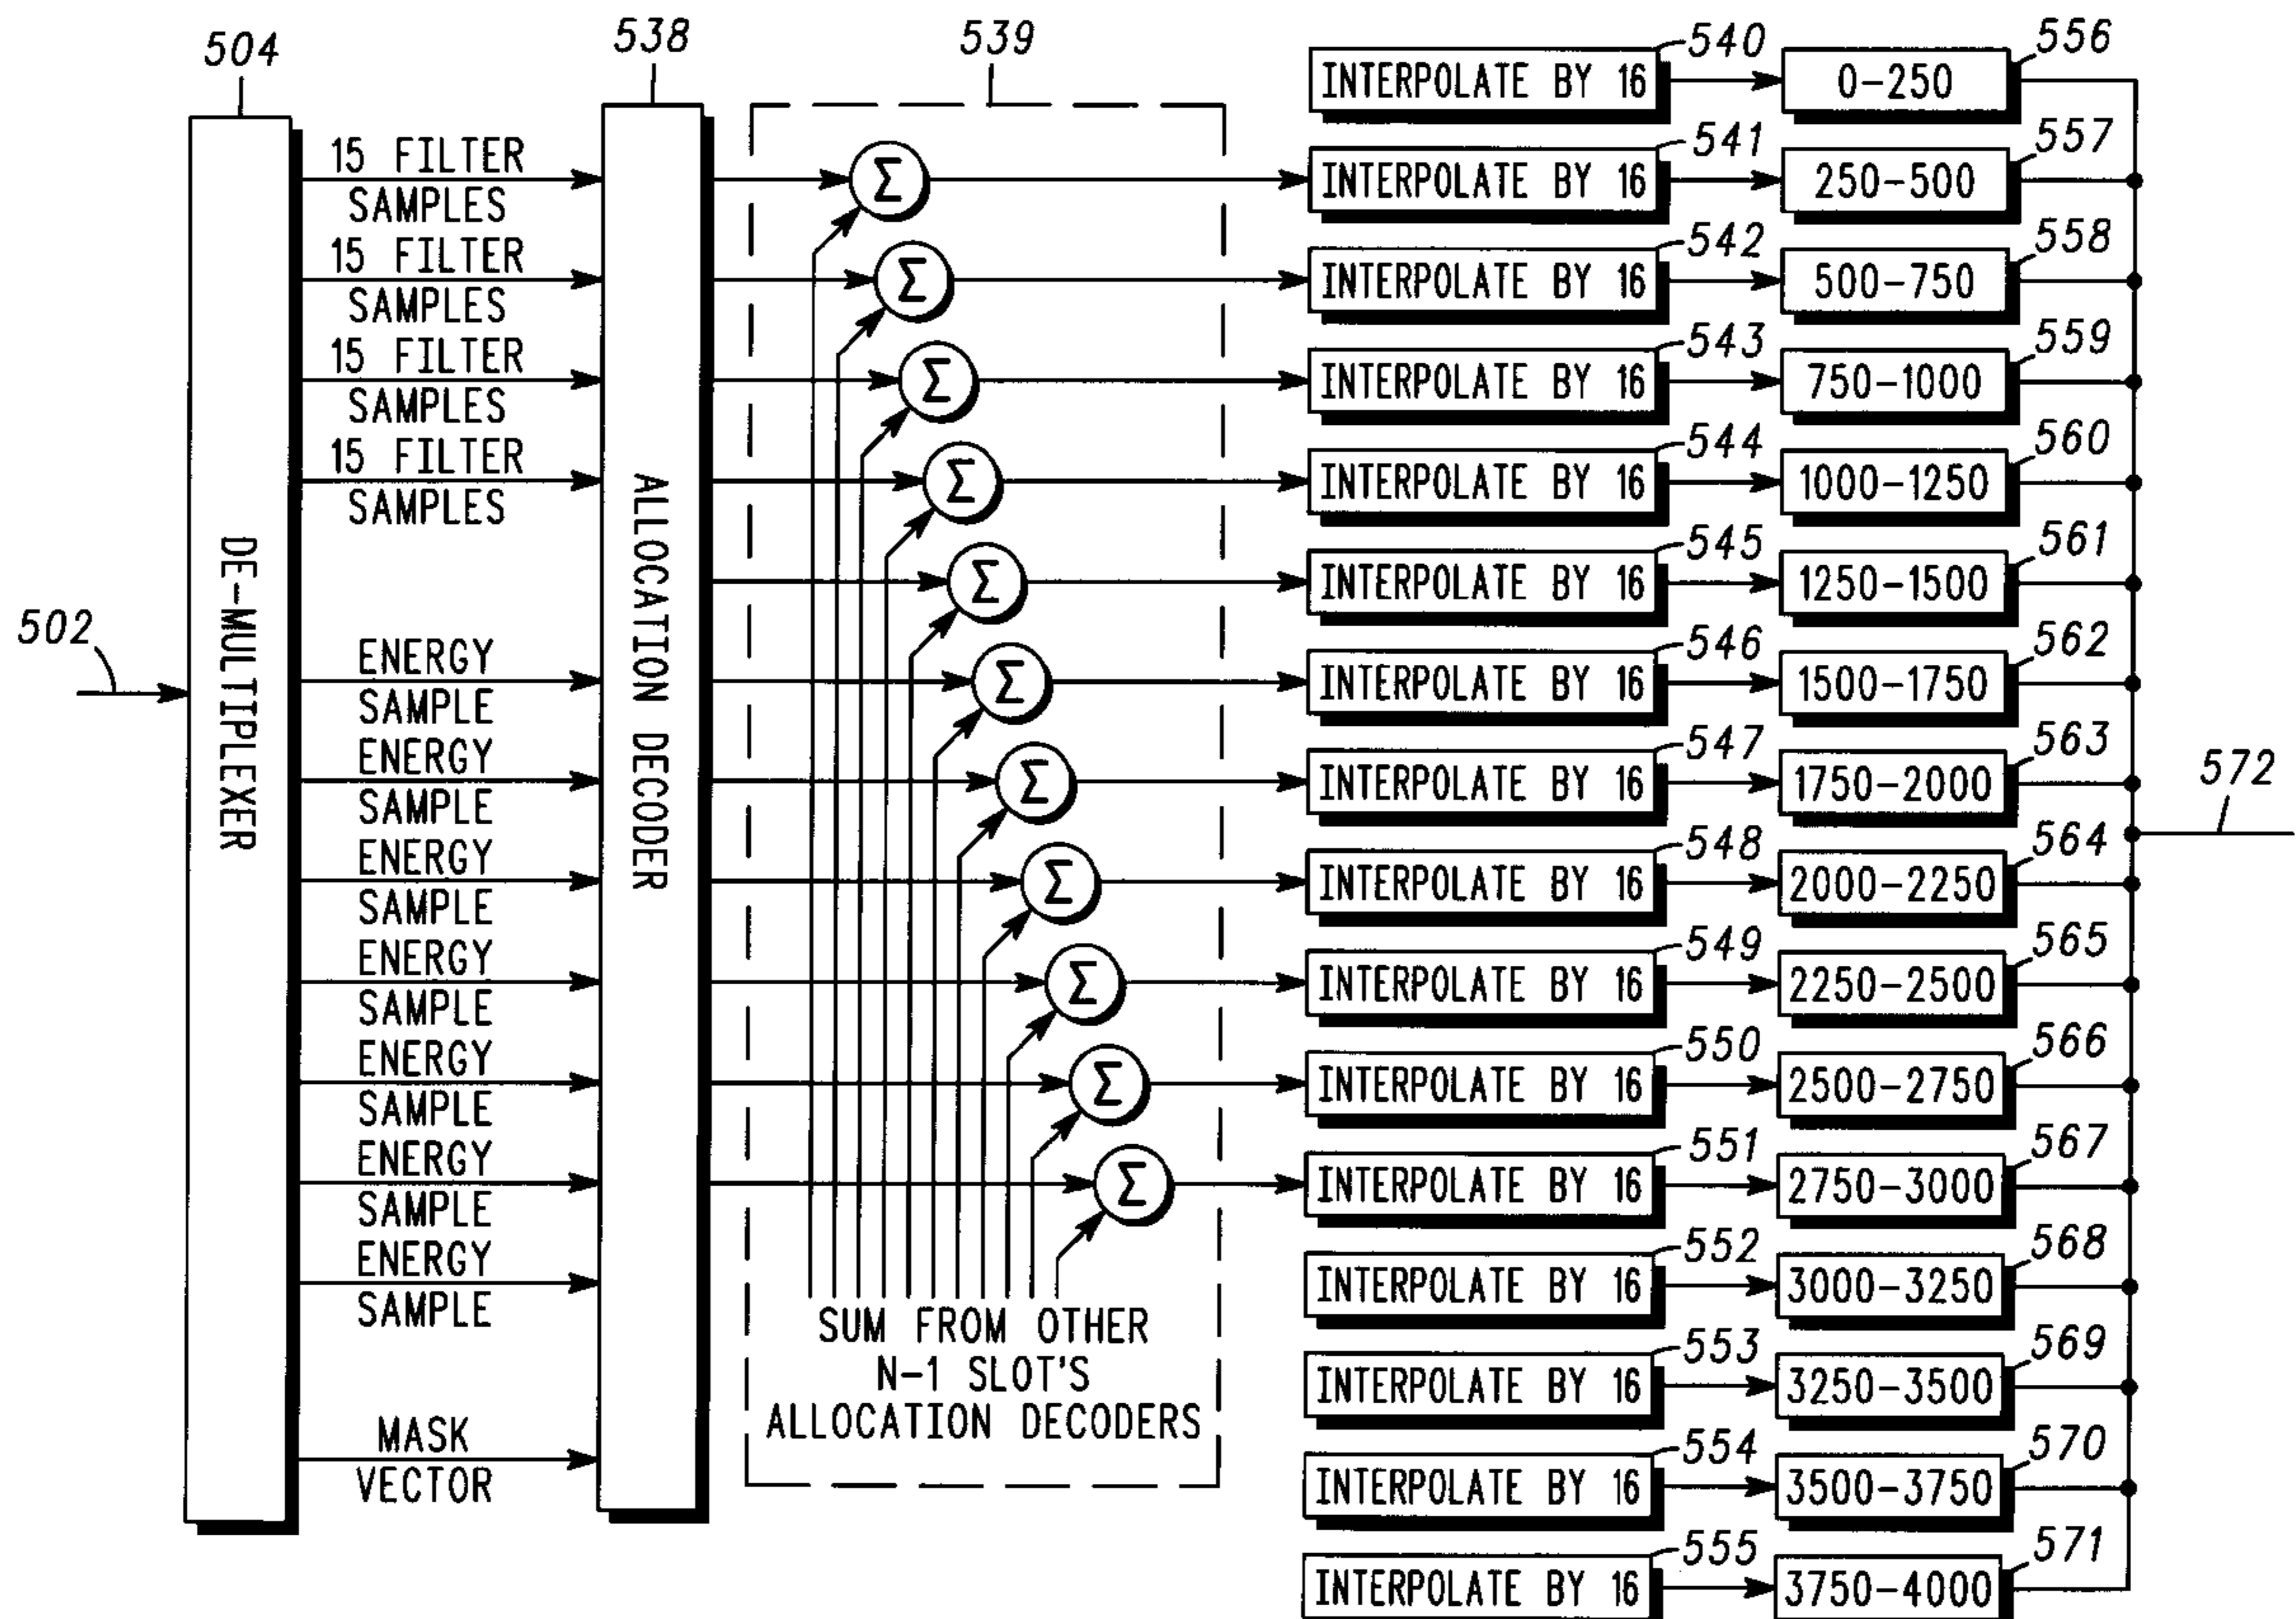 504
538
539
502
DE-MULTIPLEXER
15 FILTER
SAMPLES
15 FILTER
SAMPLES
15 FILTER
SAMPLES
15 FILTER
SAMPLES
ENERGY
SAMPLE
ENERGY
SAMPLE
ENERGY
SAMPLE
ENERGY
SAMPLE
ENERGY
SAMPLE
ENERGY
SAMPLE
ENERGY
SAMPLE
MASK
VECTOR
ALLOCATION DECODER
Σ
Σ
Σ
Σ
Σ
Σ
Σ
Σ
Σ
Σ
Σ
SUM FROM OTHER
N-1 SLOT'S
ALLOCATION DECODERS
INTERPOLATE BY 16 540 0-250 556
INTERPOLATE BY 16 541 250-500 557
INTERPOLATE BY 16 542 500-750 558
INTERPOLATE BY 16 543 750-1000 559
INTERPOLATE BY 16 544 1000-1250 560
INTERPOLATE BY 16 545 1250-1500 561
INTERPOLATE BY 16 546 1500-1750 562
INTERPOLATE BY 16 547 1750-2000 563
INTERPOLATE BY 16 548 2000-2250 564
INTERPOLATE BY 16 549 2250-2500 565
INTERPOLATE BY 16 550 2500-2750 566
INTERPOLATE BY 16 551 2750-3000 567
INTERPOLATE BY 16 552 3000-3250 568
INTERPOLATE BY 16 553 3250-3500 569
INTERPOLATE BY 16 554 3500-3750 570
INTERPOLATE BY 16 555 3750-4000 571
572